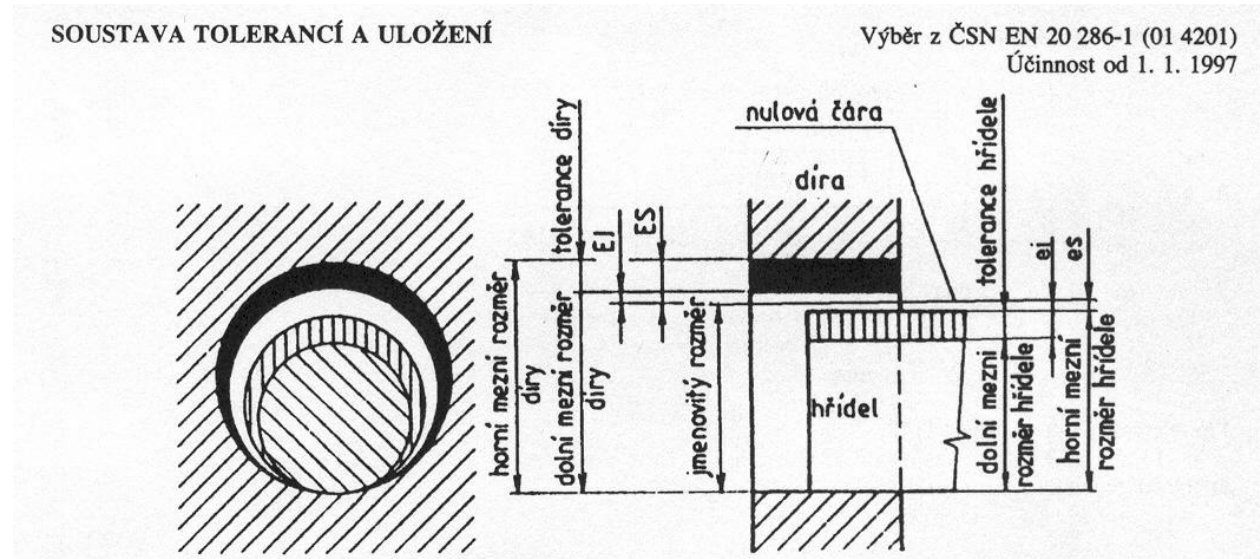 SOUSTAVA TOLERANCÍ A ULOŽENÍ
Výběr z ČSN EN 20 286-1 (01 4201)
Účinnost od 1. 1. 1997
nulová čára
díra
hřídel
horní mezní rozměr
díry
dolní mezní rozměr
díry
tolerance díry
EJ
ES
jmenovitý rozměr
tolerance hřídele
dolní mezní
rozměr hřídele
ei
es
horní mezní
rozměr hřídele